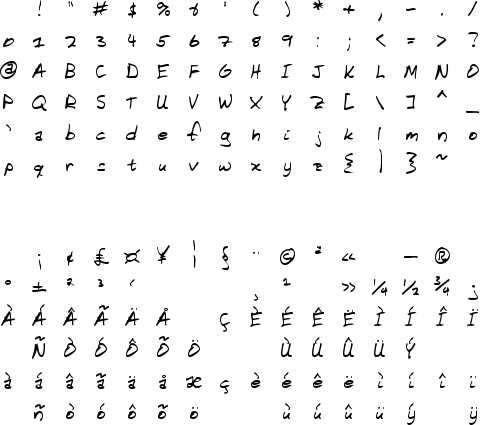 ! " # $ % & ' ( ) * + , - . /
0 1 2 3 4 5 6 7 8 9 : ; < = > ?
@ A B C D E F G H I J K L M N O
P Q R S T U V W X Y Z [ \ ] ^ _
` a b c d e f g h i j k l m n o
p q r s t u v w x y z { | } ~
¡ ¢ £ ¤ ¥ ¦ § ¨ © ª « — ®
° ± ² ³ ´ ¸ ¹ » ¼ ½ ¾ ¿
À Á Â Ã Ä Å Ç È É Ê Ë Ì Í Î Ï
Ñ Ò Ó Ô Õ Ö Ù Ú Û Ü Ý
à á â ã ä å æ ç è é ê ë ì í î ï
ñ ò ó ô õ ö ù ú û ü ý ÿ